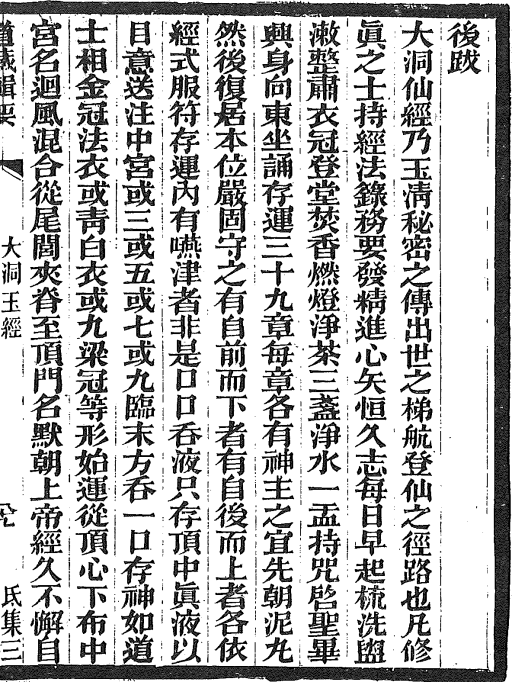 後跋
大洞仙經乃玉清秘密之傳出世之梯航登仙之徑路也凡修
眞之士持經法籙務要發精進心矢恒久志每日早起梳洗盥
漱整肅衣冠登堂焚香燃燈淨茶三盞淨水一盂持咒啓聖畢
興身向東坐誦存運三十九章每章各有神主之宜先朝泥丸
然後復居本位嚴固守之有自前而下者有自後而上者各依
經式服符存運內有嚥津者非是口口吞液只存頂中眞液以
目意送注中宮或三或五或七或九臨末方吞一口存神如道
士相金冠法衣或靑白衣或九梁冠等形始運從頂心下布中
宮名迴風混合從尾閭夾脊至頂門名默朝上帝經久不懈自
道藏輯要
大洞玉經
氐集三